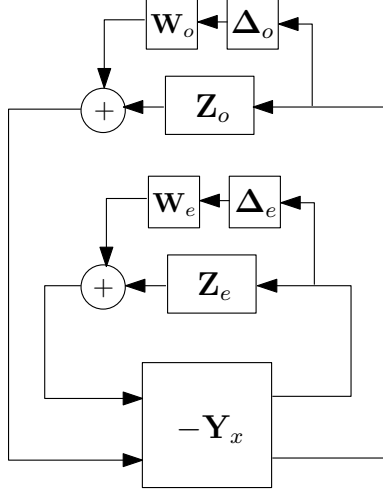 W_o Δ_o
+ Z_o
W_e Δ_e
+ Z_e
−Y_x